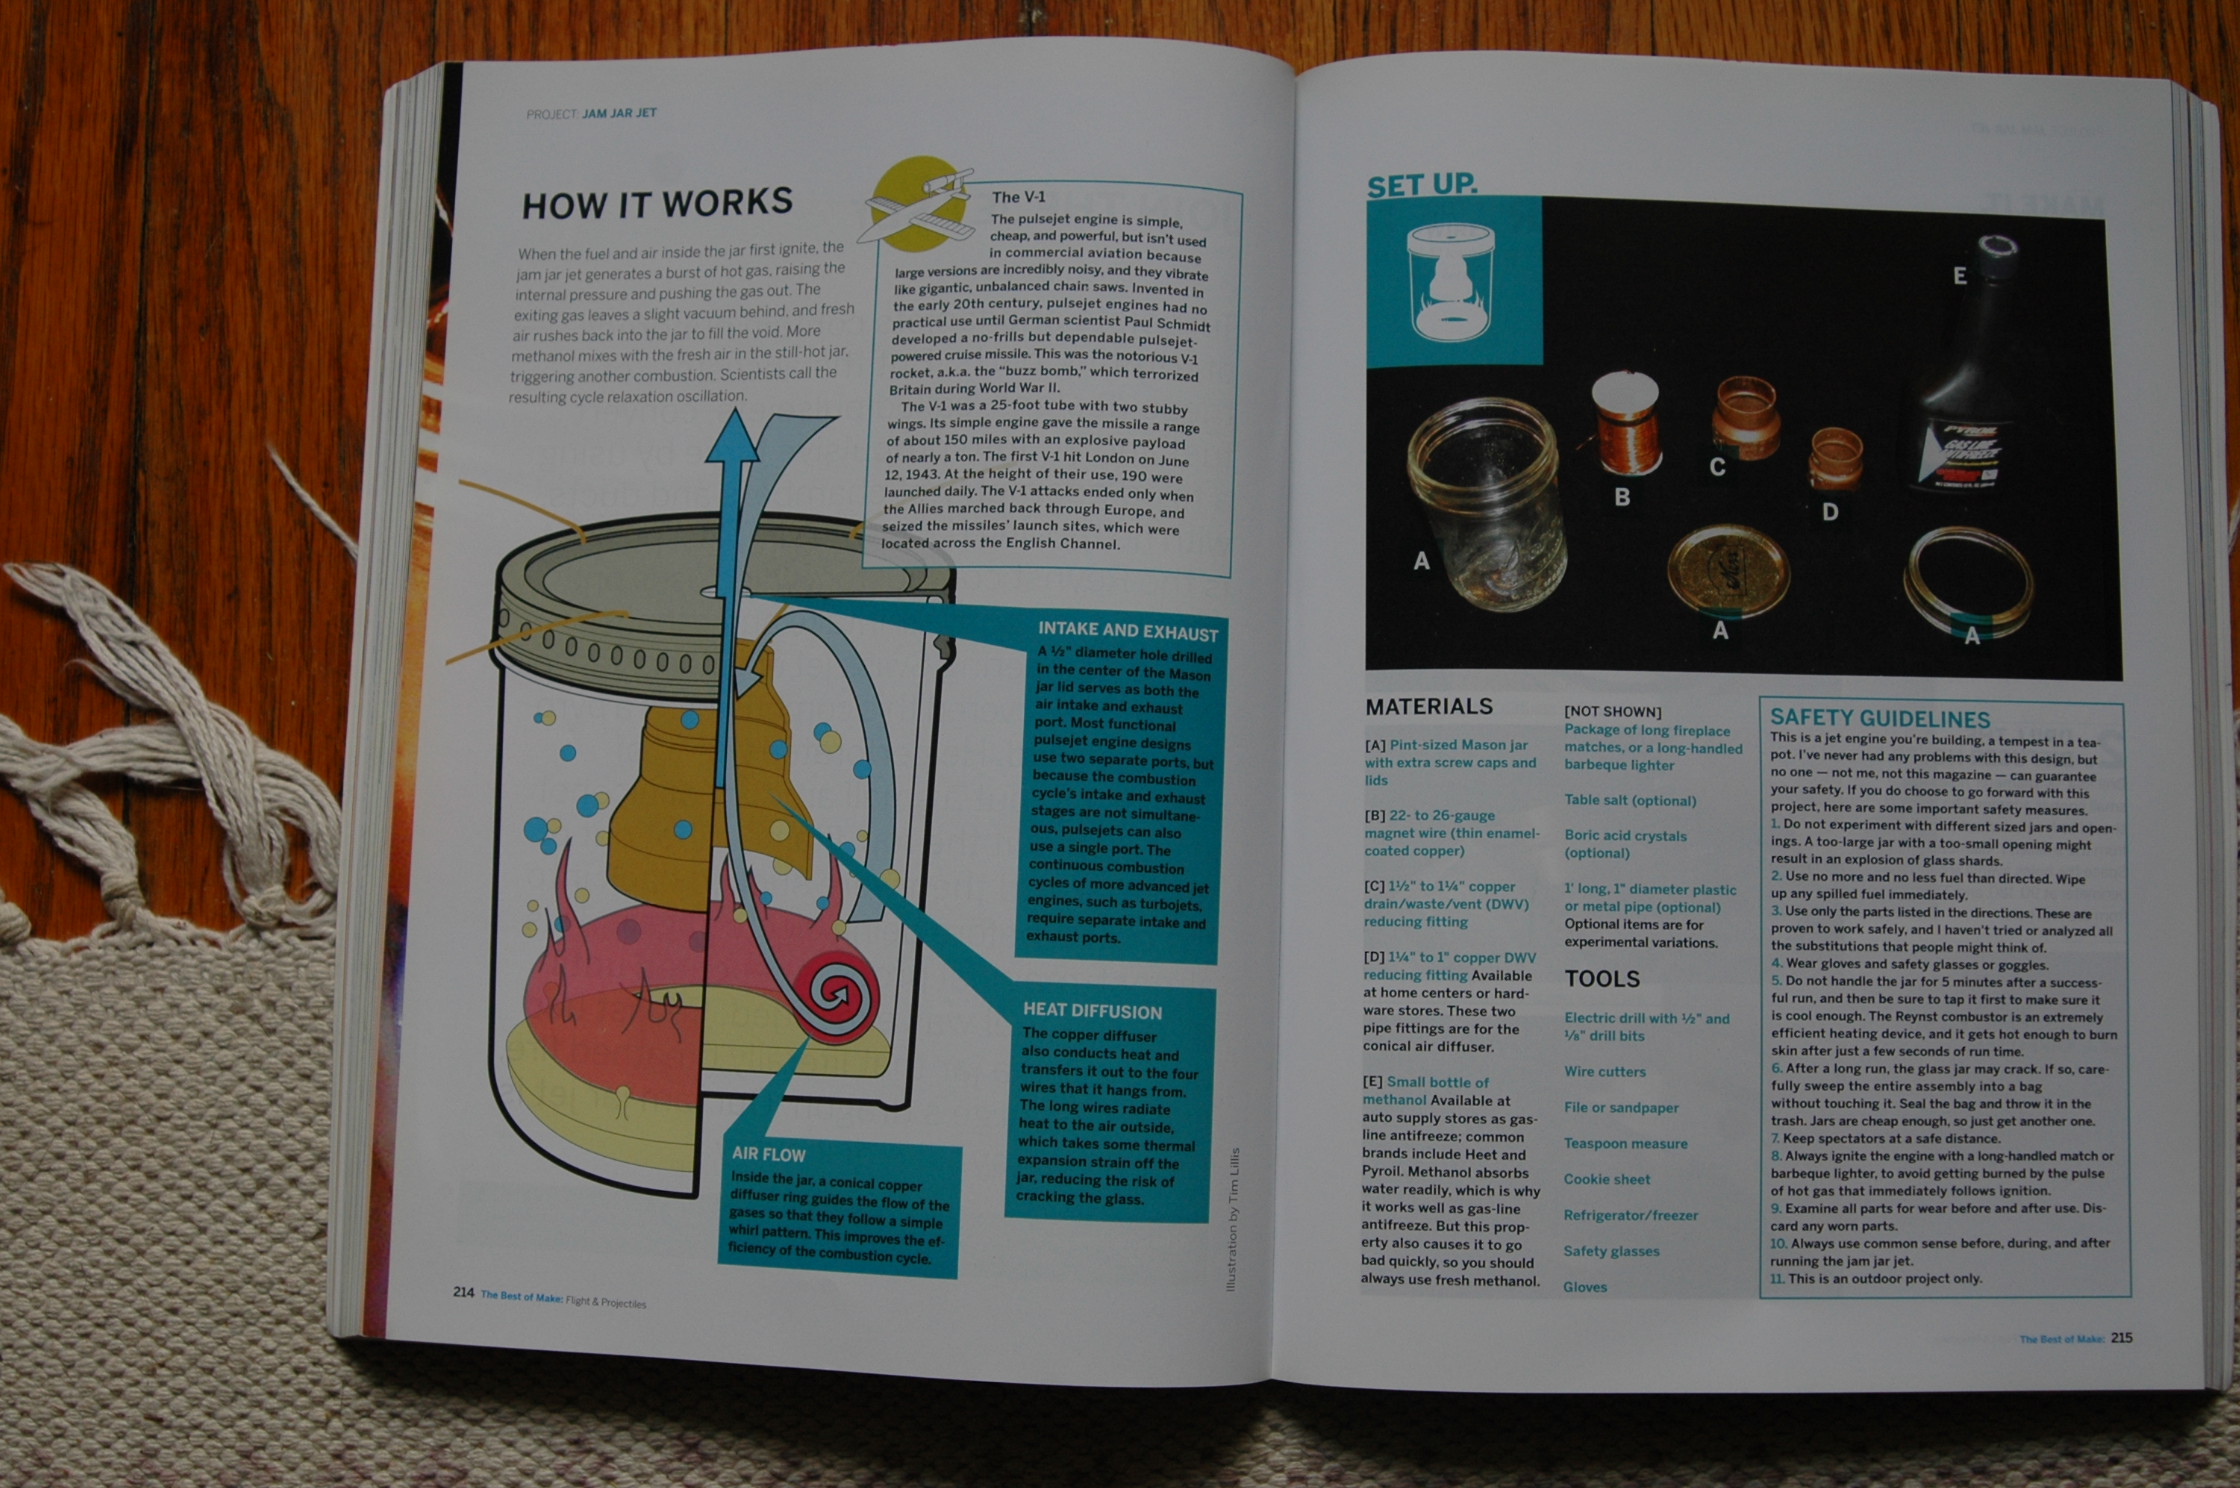 PROJECT: JAM JAR JET
HOW IT WORKS
When the fuel and air inside the jar first ignite, the
jam jar jet generates a burst of hot gas, raising the
internal pressure and pushing the gas out. The
exiting gas leaves a slight vacuum behind, and fresh
air rushes back into the jar to fill the void. More
methanol mixes with the fresh air in the still-hot jar,
triggering another combustion. Scientists call the
resulting cycle relaxation oscillation.
The V-1
The pulsejet engine is simple,
cheap, and powerful, but isn't used
in commercial aviation because
large versions are incredibly noisy, and they vibrate
like gigantic, unbalanced chain saws. Invented in
the early 20th century, pulsejet engines had no
practical use until German scientist Paul Schmidt
developed a no-frills but dependable pulsejet-
powered cruise missile. This was the notorious V-1
rocket, a.k.a. the "buzz bomb," which terrorized
Britain during World War II.
The V-1 was a 25-foot tube with two stubby
wings. Its simple engine gave the missile a range
of about 150 miles with an explosive payload
of nearly a ton. The first V-1 hit London on June
12, 1943. At the height of their use, 190 were
launched daily. The V-1 attacks ended only when
the Allies marched back through Europe, and
seized the missiles' launch sites, which were
located across the English Channel.
INTAKE AND EXHAUST
A ½" diameter hole drilled
in the center of the Mason
jar lid serves as both the
air intake and exhaust
port. Most functional
pulsejet engine designs
use two separate ports, but
because the combustion
cycle's intake and exhaust
stages are not simultane-
ous, pulsejets can also
use a single port. The
continuous combustion
cycles of more advanced jet
engines, such as turbojets,
require separate intake and
exhaust ports.
HEAT DIFFUSION
The copper diffuser
also conducts heat and
transfers it out to the four
wires that it hangs from.
The long wires radiate
heat to the air outside,
which takes some thermal
expansion strain off the
jar, reducing the risk of
cracking the glass.
AIR FLOW
Inside the jar, a conical copper
diffuser ring guides the flow of the
gases so that they follow a simple
whirl pattern. This improves the ef-
ficiency of the combustion cycle.
Illustration by Tim Lillis
214 The Best of Make: Flight & Projectiles
SET UP.
A
B
C
D
E
A
A
MATERIALS
[A] Pint-sized Mason jar
with extra screw caps and
lids
[B] 22- to 26-gauge
magnet wire (thin enamel-
coated copper)
[C] 1½" to 1¼" copper
drain/waste/vent (DWV)
reducing fitting
[D] 1¼" to 1" copper DWV
reducing fitting Available
at home centers or hard-
ware stores. These two
pipe fittings are for the
conical air diffuser.
[E] Small bottle of
methanol Available at
auto supply stores as gas-
line antifreeze; common
brands include Heet and
Pyroil. Methanol absorbs
water readily, which is why
it works well as gas-line
antifreeze. But this prop-
erty also causes it to go
bad quickly, so you should
always use fresh methanol.
[NOT SHOWN]
Package of long fireplace
matches, or a long-handled
barbeque lighter
Table salt (optional)
Boric acid crystals
(optional)
1' long, 1" diameter plastic
or metal pipe (optional)
Optional items are for
experimental variations.
TOOLS
Electric drill with ½" and
⅛" drill bits
Wire cutters
File or sandpaper
Teaspoon measure
Cookie sheet
Refrigerator/freezer
Safety glasses
Gloves
SAFETY GUIDELINES
This is a jet engine you're building, a tempest in a tea-
pot. I've never had any problems with this design, but
no one — not me, not this magazine — can guarantee
your safety. If you do choose to go forward with this
project, here are some important safety measures.
1. Do not experiment with different sized jars and open-
ings. A too-large jar with a too-small opening might
result in an explosion of glass shards.
2. Use no more and no less fuel than directed. Wipe
up any spilled fuel immediately.
3. Use only the parts listed in the directions. These are
proven to work safely, and I haven't tried or analyzed all
the substitutions that people might think of.
4. Wear gloves and safety glasses or goggles.
5. Do not handle the jar for 5 minutes after a success-
ful run, and then be sure to tap it first to make sure it
is cool enough. The Reynst combustor is an extremely
efficient heating device, and it gets hot enough to burn
skin after just a few seconds of run time.
6. After a long run, the glass jar may crack. If so, care-
fully sweep the entire assembly into a bag
without touching it. Seal the bag and throw it in the
trash. Jars are cheap enough, so just get another one.
7. Keep spectators at a safe distance.
8. Always ignite the engine with a long-handled match or
barbeque lighter, to avoid getting burned by the pulse
of hot gas that immediately follows ignition.
9. Examine all parts for wear before and after use. Dis-
card any worn parts.
10. Always use common sense before, during, and after
running the jam jar jet.
11. This is an outdoor project only.
The Best of Make: 215